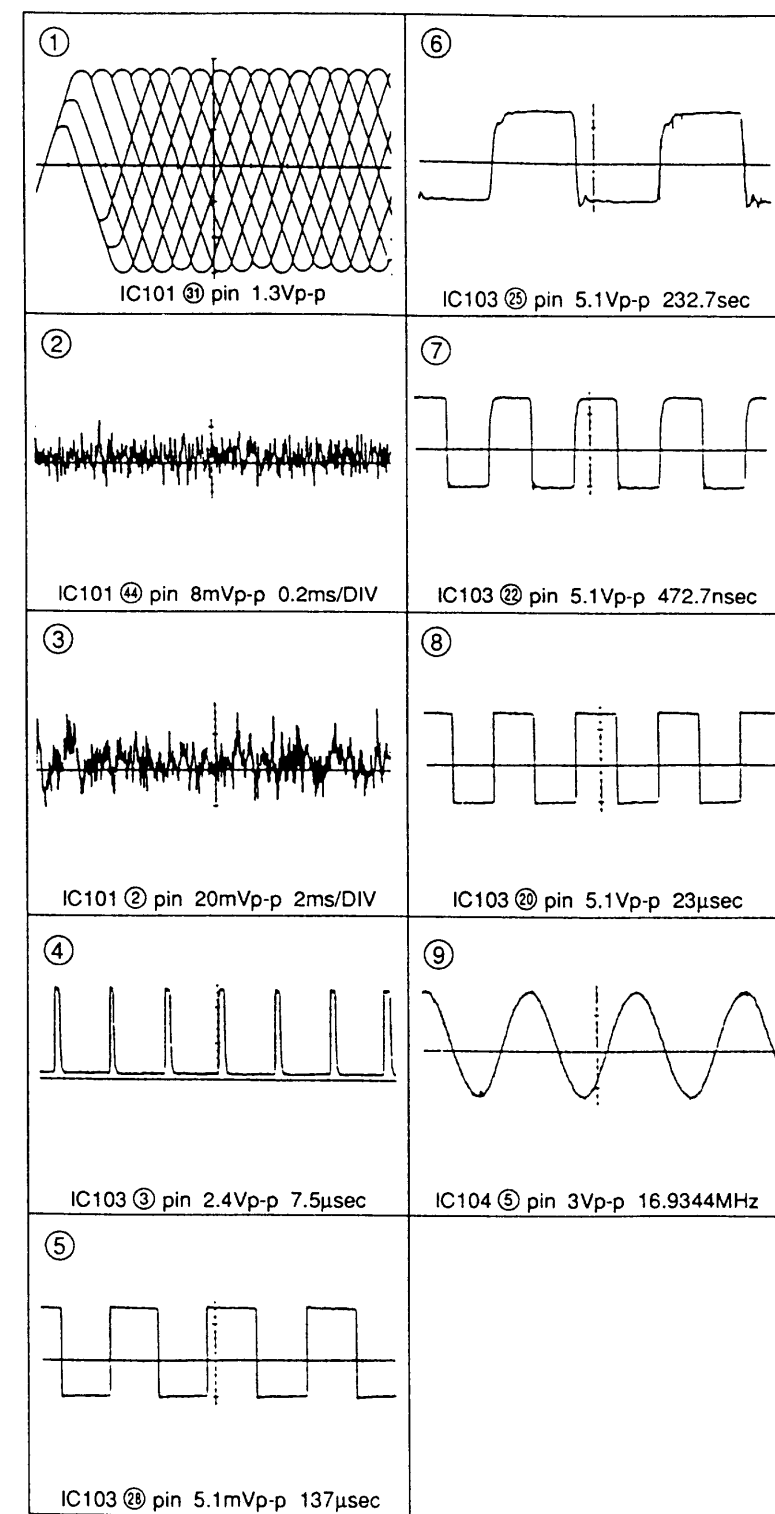 ①
IC101 ㉛ pin 1.3Vp-p
②
IC101 ㊹ pin 8mVp-p 0.2ms/DIV
③
IC101 ② pin 20mVp-p 2ms/DIV
④
IC103 ③ pin 2.4Vp-p 7.5µsec
⑤
IC103 ㉘ pin 5.1mVp-p 137µsec
⑥
IC103 ㉕ pin 5.1Vp-p 232.7sec
⑦
IC103 ㉒ pin 5.1Vp-p 472.7nsec
⑧
IC103 ⑳ pin 5.1Vp-p 23µsec
⑨
IC104 ⑤ pin 3Vp-p 16.9344MHz